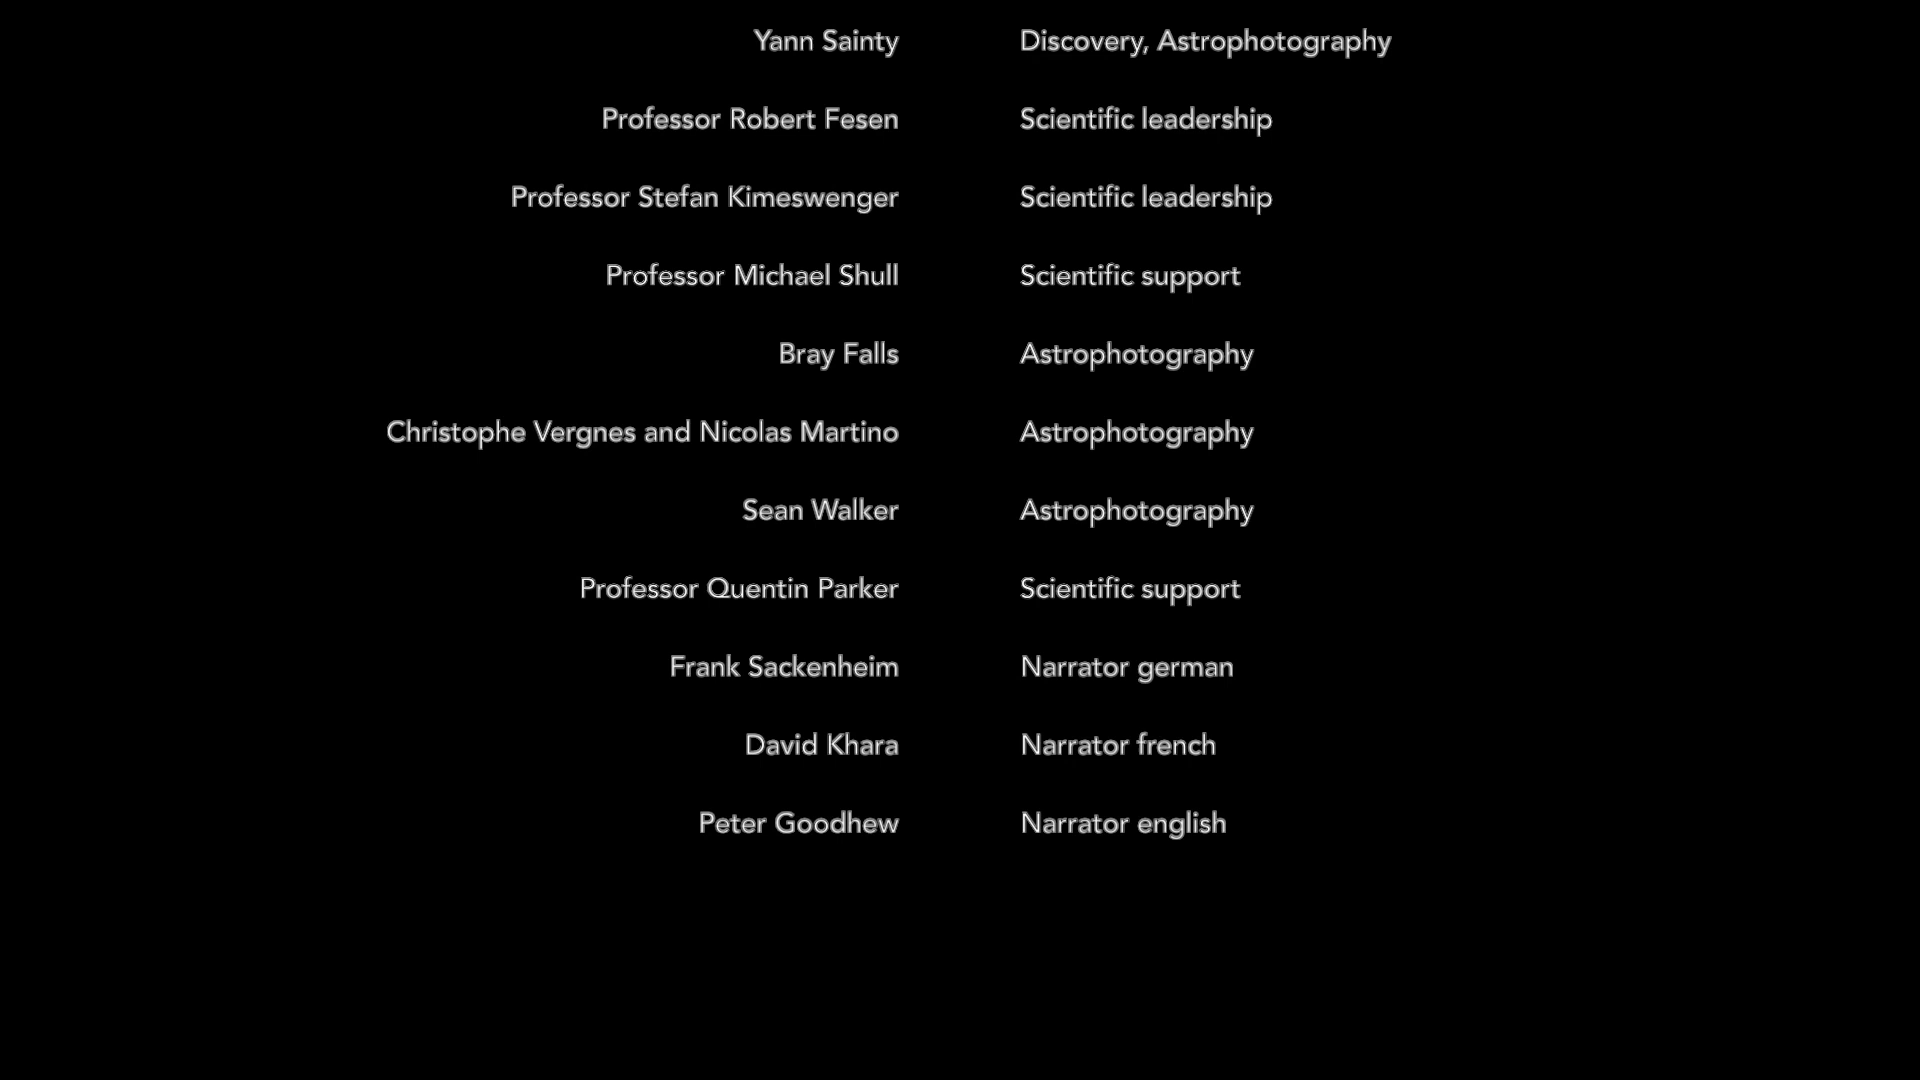 Yann Sainty Discovery, Astrophotography
Professor Robert Fesen Scientific leadership
Professor Stefan Kimeswenger Scientific leadership
Professor Michael Shull Scientific support
Bray Falls Astrophotography
Christophe Vergnes and Nicolas Martino Astrophotography
Sean Walker Astrophotography
Professor Quentin Parker Scientific support
Frank Sackenheim Narrator german
David Khara Narrator french
Peter Goodhew Narrator english